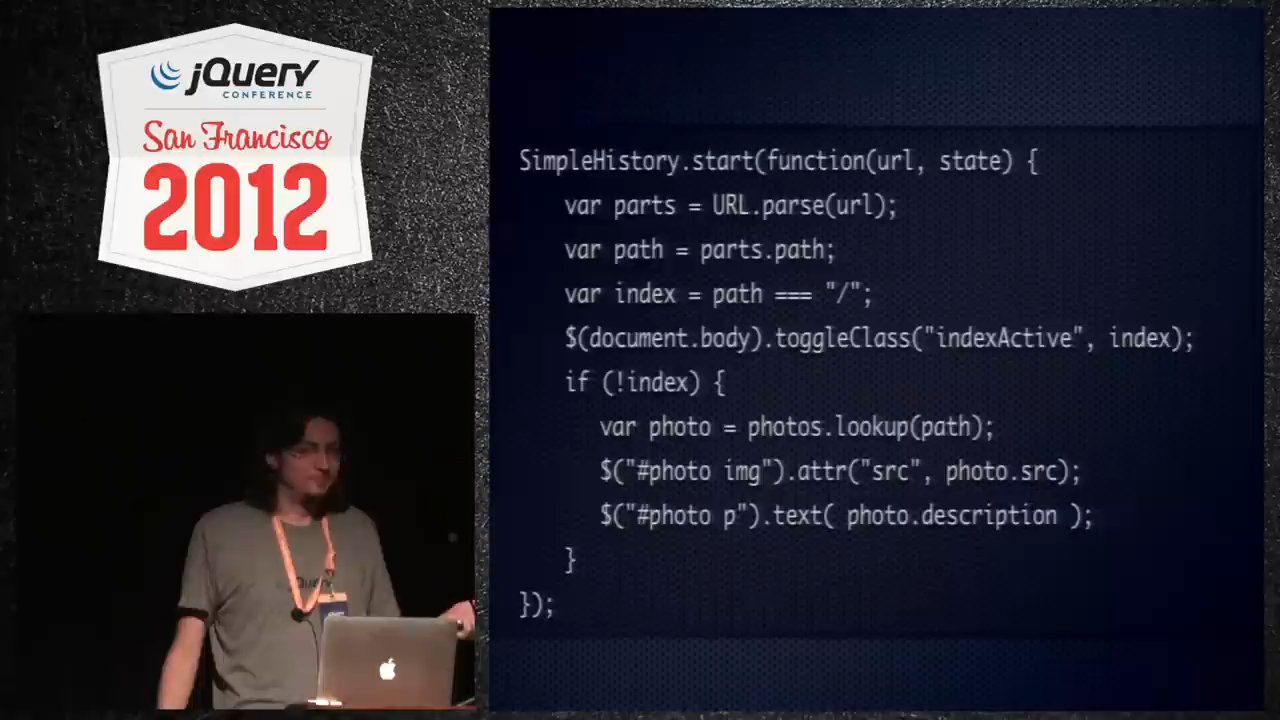 jQuery
CONFERENCE
San Francisco
2012
SimpleHistory.start(function(url, state) {
var parts = URL.parse(url);
var path = parts.path;
var index = path === "/";
$(document.body).toggleClass("indexActive", index);
if (!index) {
var photo = photos.lookup(path);
$("#photo img").attr("src", photo.src);
$("#photo p").text( photo.description );
}
});
jQuery